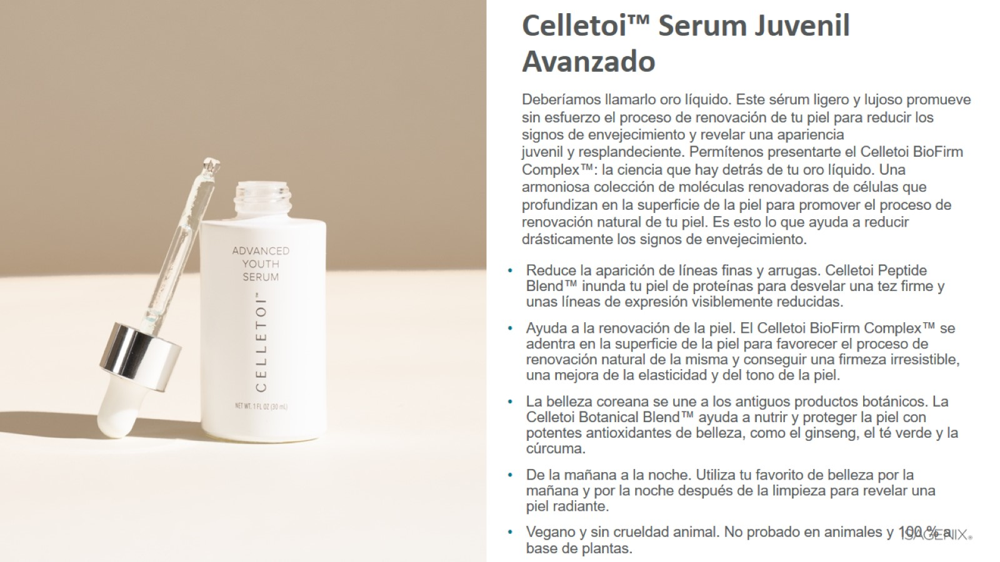 Celletoi™ Serum Juvenil
Avanzado
Deberíamos llamarlo oro líquido. Este sérum ligero y lujoso promueve
sin esfuerzo el proceso de renovación de tu piel para reducir los
signos de envejecimiento y revelar una apariencia
juvenil y resplandeciente. Permítenos presentarte el Celletoi BioFirm
Complex™: la ciencia que hay detrás de tu oro líquido. Una
armoniosa colección de moléculas renovadoras de células que
profundizan en la superficie de la piel para promover el proceso de
renovación natural de tu piel. Es esto lo que ayuda a reducir
drásticamente los signos de envejecimiento.
• Reduce la aparición de líneas finas y arrugas. Celletoi Peptide
Blend™ inunda tu piel de proteínas para desvelar una tez firme y
unas líneas de expresión visiblemente reducidas.
• Ayuda a la renovación de la piel. El Celletoi BioFirm Complex™ se
adentra en la superficie de la piel para favorecer el proceso de
renovación natural de la misma y conseguir una firmeza irresistible,
una mejora de la elasticidad y del tono de la piel.
• La belleza coreana se une a los antiguos productos botánicos. La
Celletoi Botanical Blend™ ayuda a nutrir y proteger la piel con
potentes antioxidantes de belleza, como el ginseng, el té verde y la
cúrcuma.
• De la mañana a la noche. Utiliza tu favorito de belleza por la
mañana y por la noche después de la limpieza para revelar una
piel radiante.
• Vegano y sin crueldad animal. No probado en animales y 100 % a
base de plantas.
ISAGENIX®
ADVANCED
YOUTH
SERUM
CELLETOI™
NET WT. 1 FL OZ (30 mL)